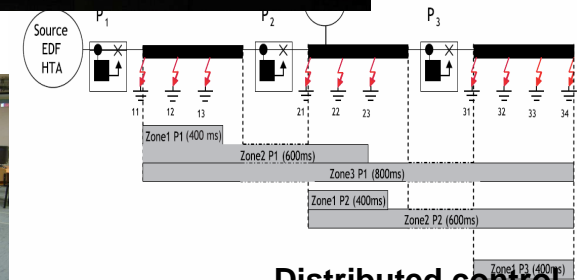 P1 P2 P3
Source
EDF
HTA
11 12 13 21 22 23 31 32 33 34
Zone1 P1 (400 ms)
Zone2 P1 (600ms)
Zone3 P1 (800ms)
Zone1 P2 (400ms)
Zone2 P2 (600ms)
Zone1 P3 (400ms)
Distributed control